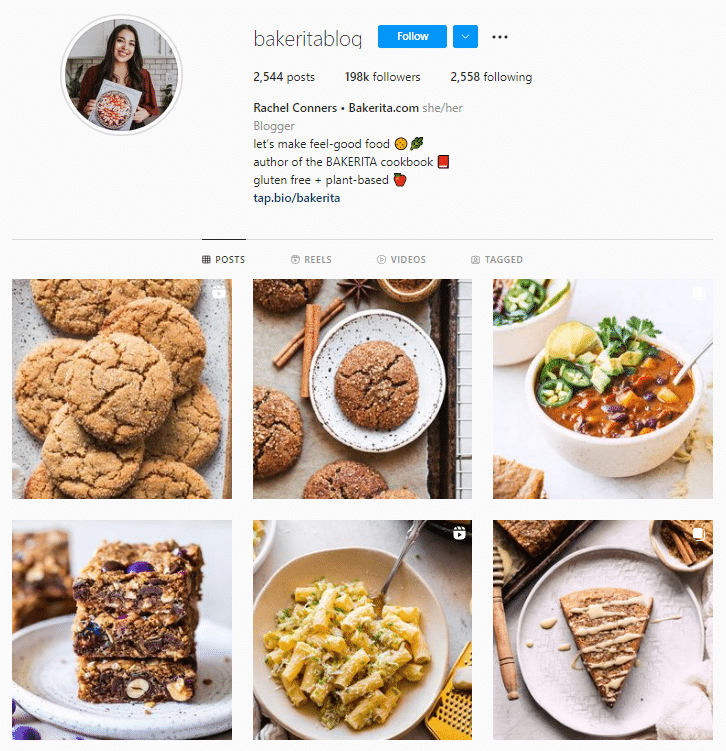 bakeritablog
Follow
2,544 posts 198k followers 2,558 following
Rachel Conners • Bakerita.com she/her
Blogger
let's make feel-good food 🍪🥬
author of the BAKERITA cookbook 📕
gluten free + plant-based 🍎
tap.bio/bakerita
POSTS REELS VIDEOS TAGGED